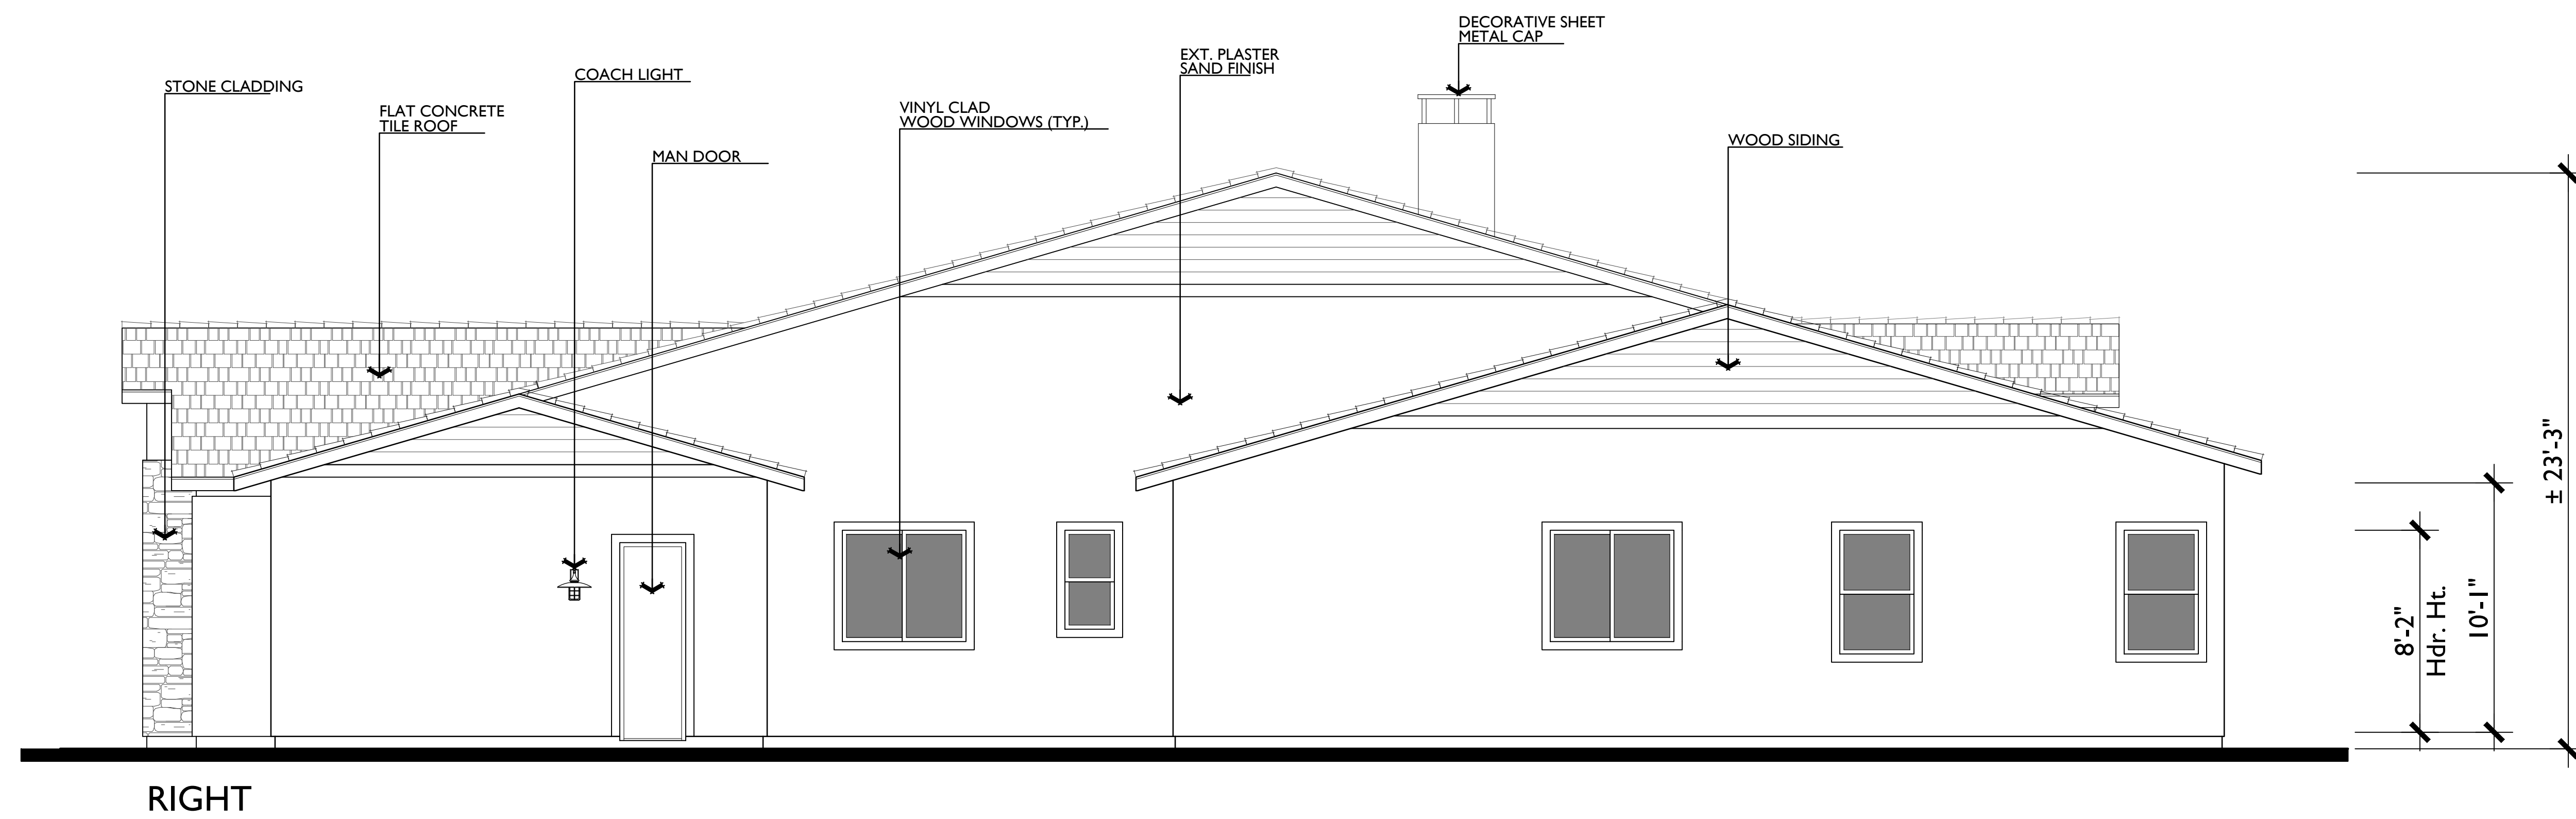 DECORATIVE SHEET
METAL CAP
EXT. PLASTER
SAND FINISH
COACH LIGHT
STONE CLADDING
VINYL CLAD
WOOD WINDOWS (TYP.)
FLAT CONCRETE
TILE ROOF
WOOD SIDING
MAN DOOR
8'-2"
Hdr. Ht.
10'-1"
± 23'-3"
RIGHT